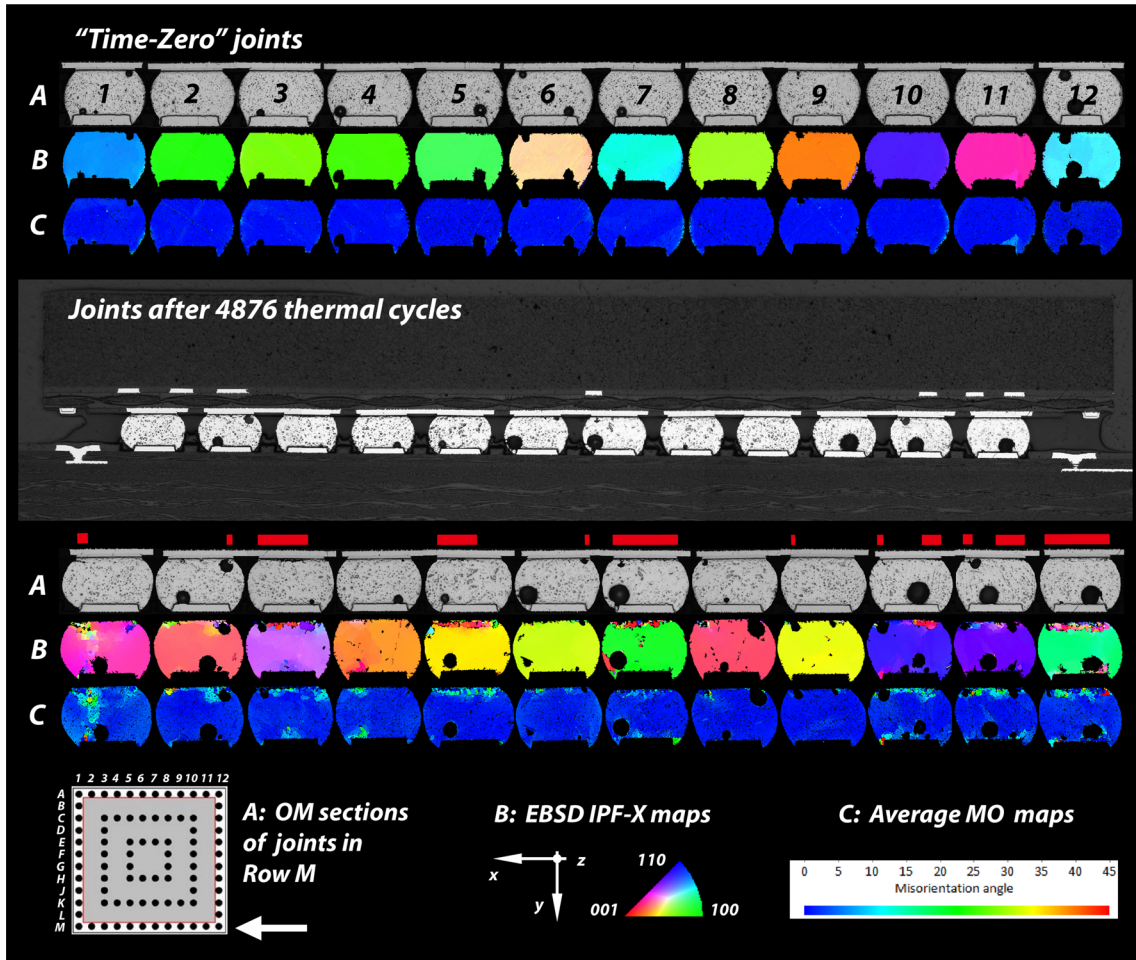 “Time-Zero” joints
A
1 2 3 4 5 6 7 8 9 10 11 12
B
C
Joints after 4876 thermal cycles
A
B
C
1 2 3 4 5 6 7 8 9 10 11 12
A
B
C
D
E
F
G
H
J
K
L
M
A: OM sections
of joints in
Row M
B: EBSD IPF-X maps
z
x
y
110
001
100
C: Average MO maps
0 5 10 15 20 25 30 35 40 45
Misorientation angle